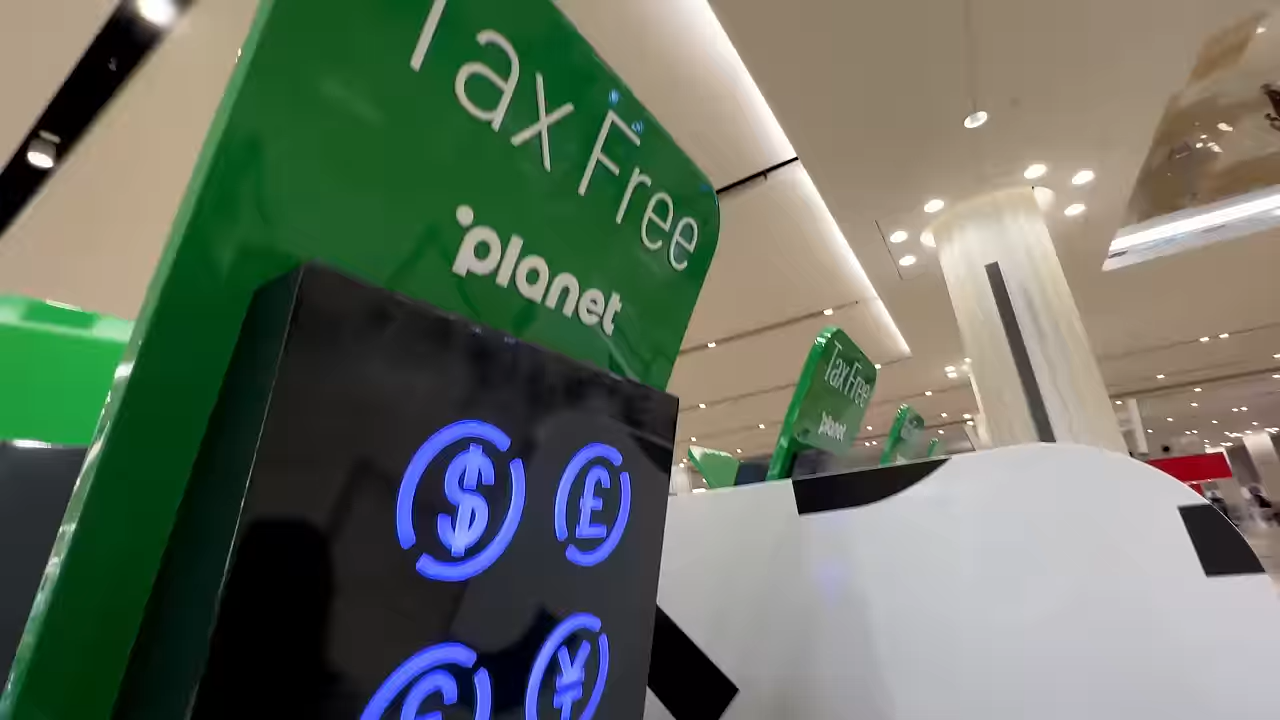 Tax Free
planet
$ £
€ ¥
Tax Free
planet